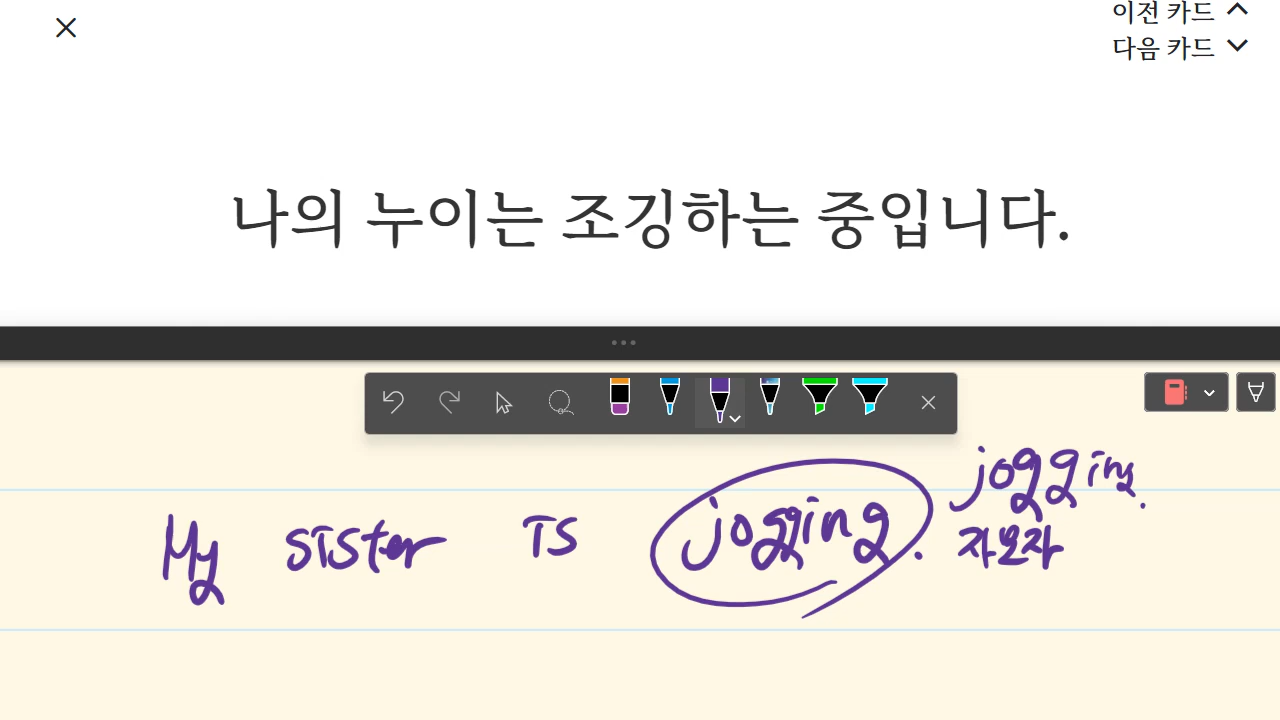 이전 카드
다음 카드
나의 누이는 조깅하는 중입니다.
My sister is jogging.
jogging.
자모자